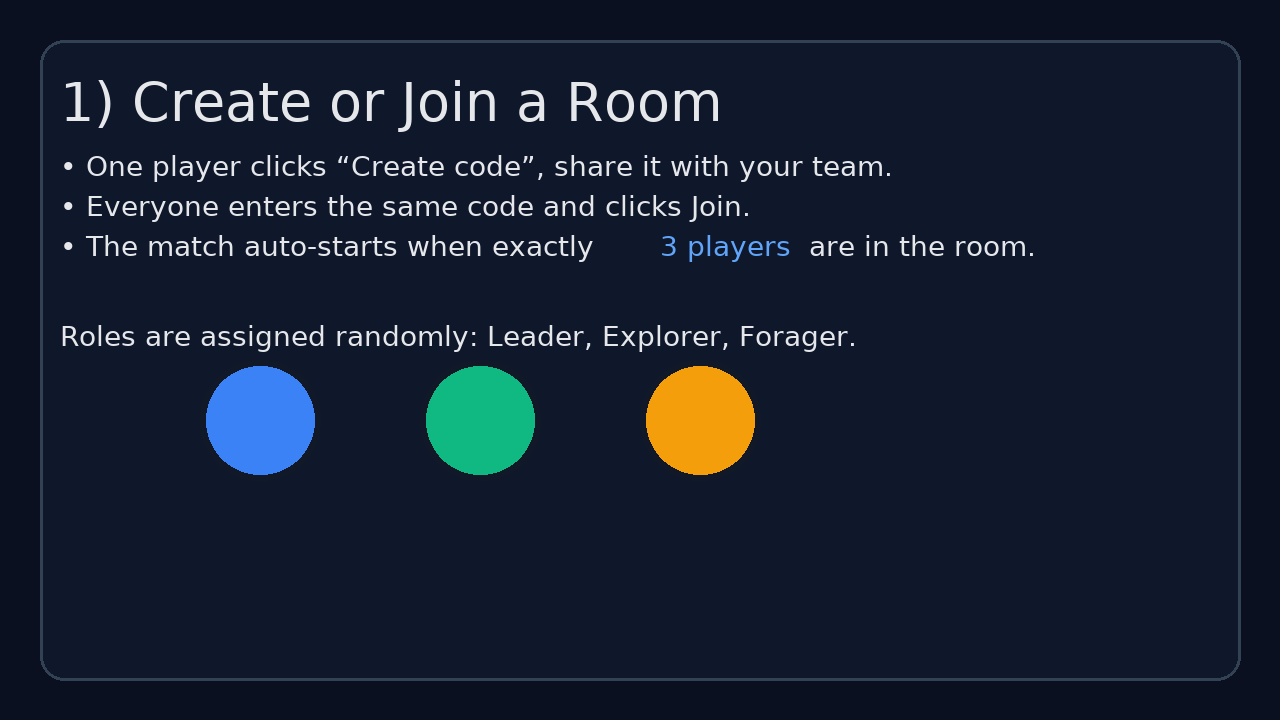 1) Create or Join a Room
• One player clicks “Create code”, share it with your team.
• Everyone enters the same code and clicks Join.
• The match auto-starts when exactly 3 players are in the room.
Roles are assigned randomly: Leader, Explorer, Forager.